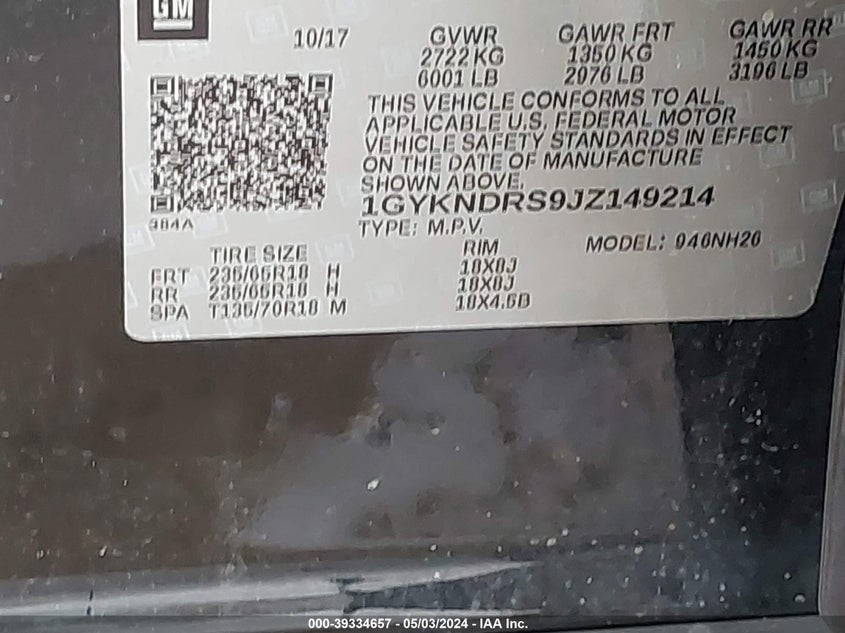 GM
10/17
GVWR GAWR FRT GAWR RR
2722 KG 1350 KG 1450 KG
6001 LB 2976 LB 3196 LB
THIS VEHICLE CONFORMS TO ALL
APPLICABLE U.S. FEDERAL MOTOR
VEHICLE SAFETY STANDARDS IN EFFECT
ON THE DATE OF MANUFACTURE
SHOWN ABOVE.
1GYKNDRS9JZ149214
384A
TYPE: M.P.V.
MODEL: 946NH26
TIRE SIZE RIM
FRT 235/65R18 H 18X8J
RR 235/65R18 H 18X8J
SPA T135/70R18 M 18X4.5B
000-39334657 - 05/03/2024 - IAA Inc.